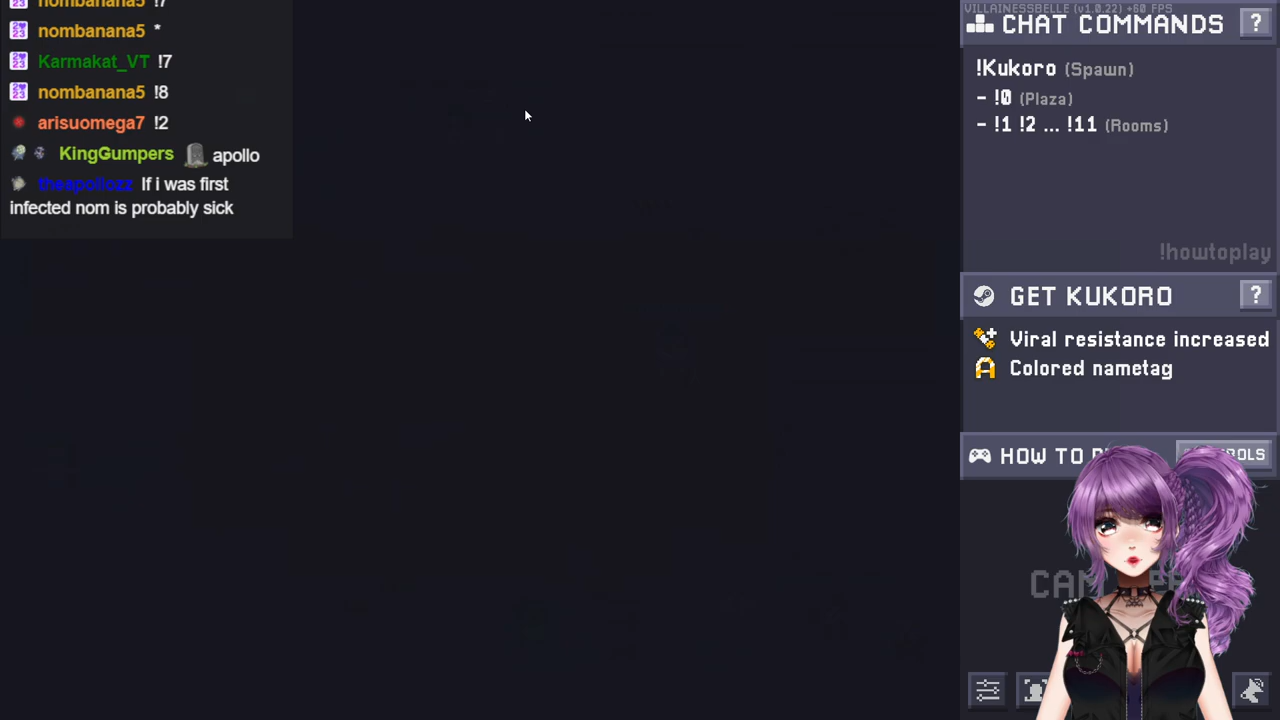 nombanana5 !7
nombanana5 *
Karmakat_VT !7
nombanana5 !8
arisuomega7 !2
KingGumpers apollo
theapollozz If i was first
infected nom is probably sick
VILLAINESSBELLE (v1.0.22) +60 FPS
CHAT COMMANDS ?
!Kukoro (Spawn)
- !0 (Plaza)
- !1 !2 ... !11 (Rooms)
!howtoplay
GET KUKORO ?
Viral resistance increased
Colored nametag
HOW TO